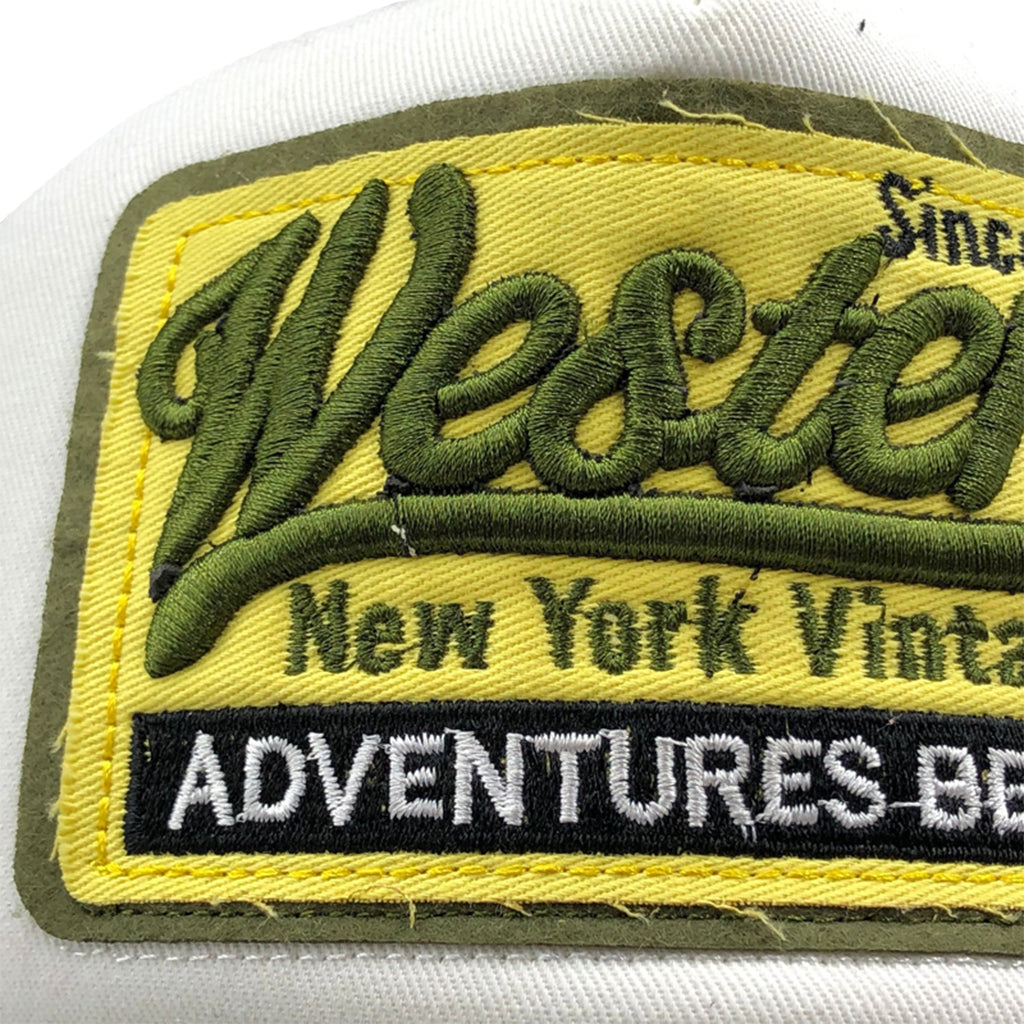 Sinc
Wester
New York Vinta
ADVENTURES BE